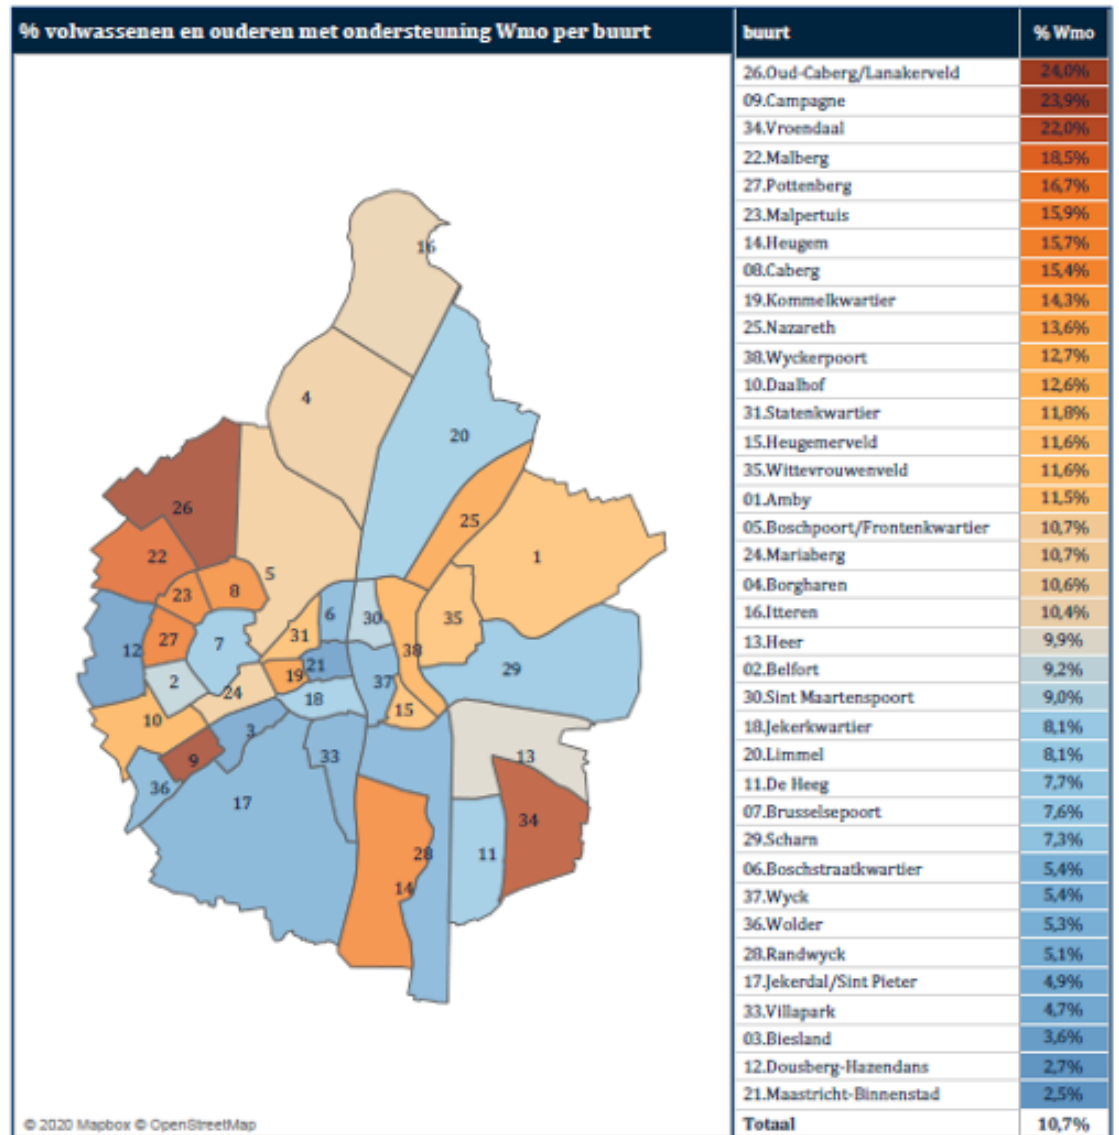 % volwassenen en ouderen met ondersteuning Wmo per buurt
buurt % Wmo
26.Oud-Caberg/Lanakerveld 24,0%
09.Campagne 23,9%
34.Vroendaal 22,0%
22.Malberg 18,5%
27.Pottenberg 16,7%
23.Malpertuis 15,9%
14.Heugem 15,7%
08.Caberg 15,4%
19.Kommelkwartier 14,3%
25.Nazareth 13,6%
38.Wyckerpoort 12,7%
10.Daalhof 12,6%
31.Statenkwartier 11,8%
15.Heugemerveld 11,6%
35.Wittevrouwenveld 11,6%
01.Amby 11,5%
05.Boschpoort/Frontenkwartier 10,7%
24.Mariaberg 10,7%
04.Borgharen 10,6%
16.Itteren 10,4%
13.Heer 9,9%
02.Belfort 9,2%
30.Sint Maartenspoort 9,0%
18.Jekerkwartier 8,1%
20.Limmel 8,1%
11.De Heeg 7,7%
07.Brusselsepoort 7,6%
29.Scharn 7,3%
06.Boschstraatkwartier 5,4%
37.Wyck 5,4%
36.Wolder 5,3%
28.Randwyck 5,1%
17.Jekerdal/Sint Pieter 4,9%
33.Villapark 4,7%
03.Biesland 3,6%
12.Dousberg-Hazendans 2,7%
21.Maastricht-Binnenstad 2,5%
Totaal 10,7%
16
4
20
26
25
22
1
5
8
23
6
30
35
31
27
7
12
38
21
29
19
2
37
24
18
15
10
3
33
13
9
36
17
34
28
11
14
© 2020 Mapbox © OpenStreetMap